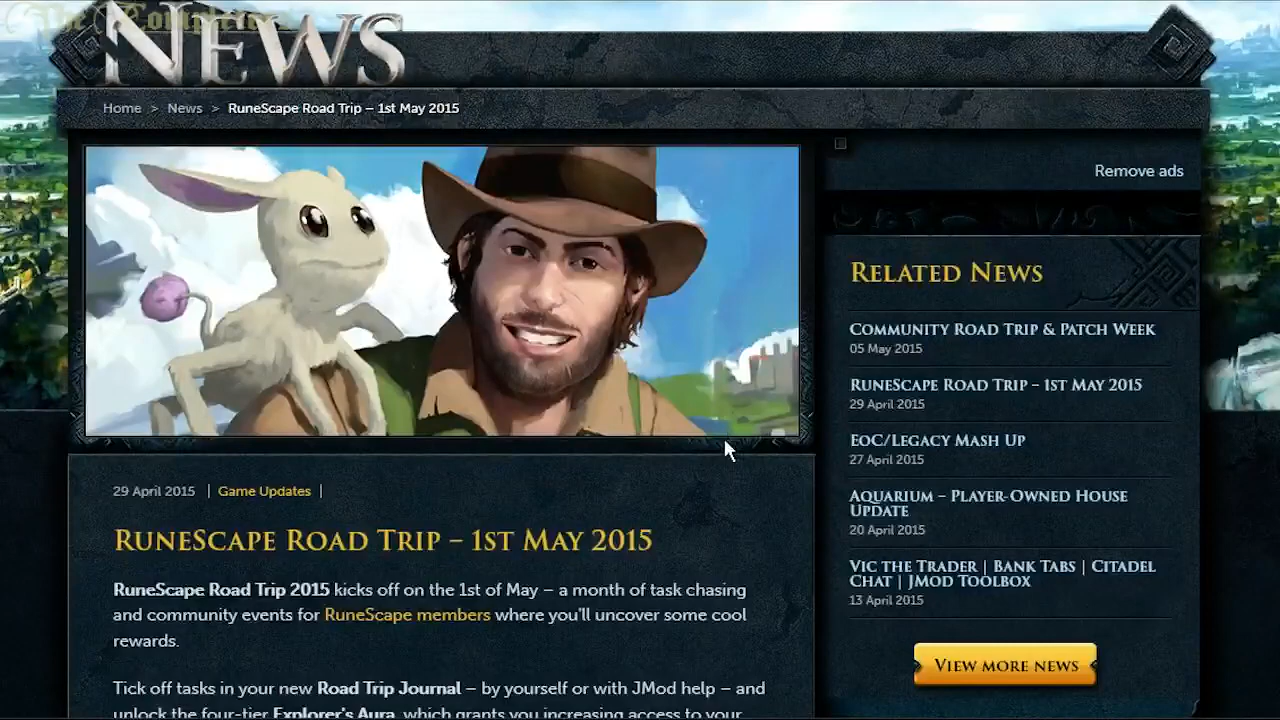 The Completion
NEWS
Home > News > RuneScape Road Trip – 1st May 2015
Remove ads
RELATED NEWS
COMMUNITY ROAD TRIP & PATCH WEEK
05 May 2015
RUNESCAPE ROAD TRIP – 1ST MAY 2015
29 April 2015
EOC/LEGACY MASH UP
27 April 2015
AQUARIUM – PLAYER-OWNED HOUSE
UPDATE
20 April 2015
VIC THE TRADER | BANK TABS | CITADEL
CHAT | JMOD TOOLBOX
13 April 2015
VIEW MORE NEWS
29 April 2015 | Game Updates |
RUNESCAPE ROAD TRIP – 1ST MAY 2015
RuneScape Road Trip 2015 kicks off on the 1st of May – a month of task chasing
and community events for RuneScape members where you'll uncover some cool
rewards.
Tick off tasks in your new Road Trip Journal – by yourself or with JMod help – and
unlock the four-tier Explorer's Aura, which grants you increasing access to your